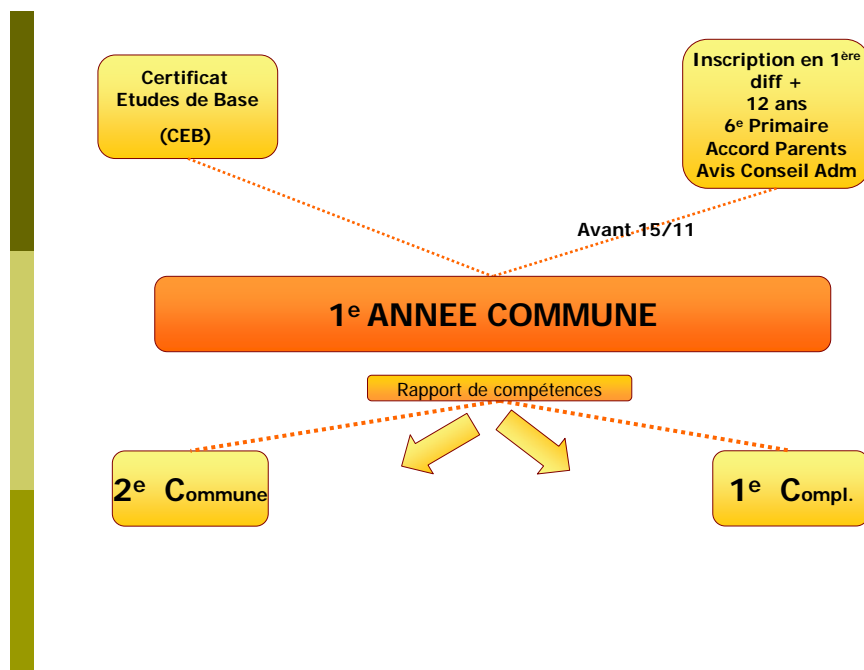 Certificat
Etudes de Base
(CEB)
Inscription en 1ère
diff +
12 ans
6e Primaire
Accord Parents
Avis Conseil Adm
Avant 15/11
1e ANNEE COMMUNE
Rapport de compétences
2e Commune
1e Compl.